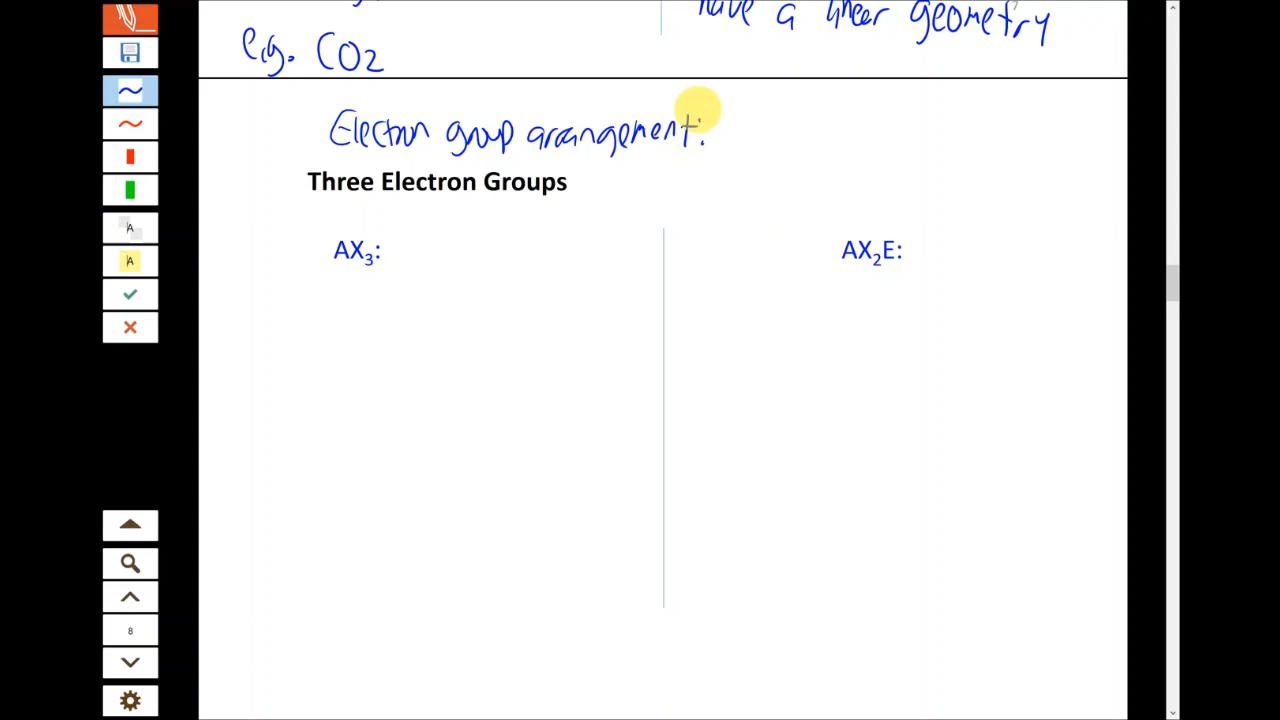 have a linear geometry
e.g. CO2
Electron group arrangement:
Three Electron Groups
AX₃:
AX₂E:
A
A
8